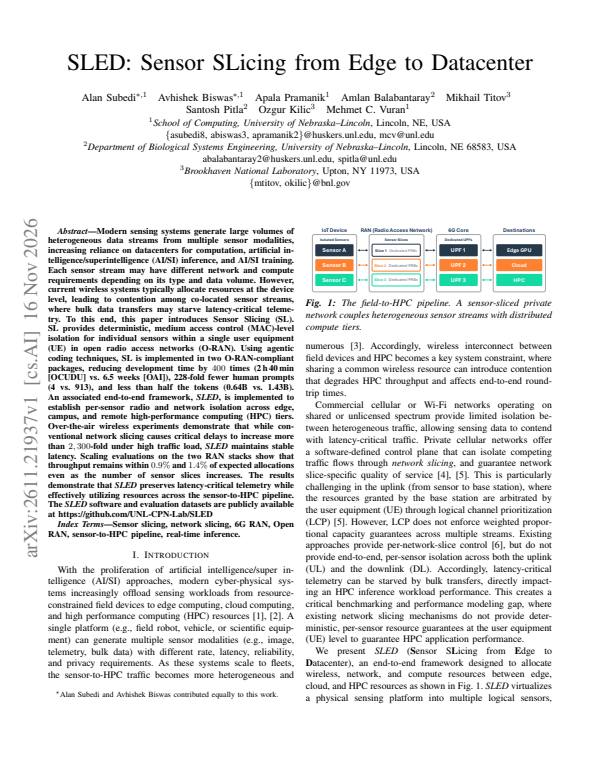 SLED: Sensor SLicing from Edge to Datacenter
Alan Subedi*,1 Avhishek Biswas*,1 Apala Pramanik1 Amlan Balabantaray2 Mikhail Titov3
Santosh Pitla2 Ozgur Kilic3 Mehmet C. Vuran1
1School of Computing, University of Nebraska–Lincoln, Lincoln, NE, USA
{asubedi8, abiswas3, apramanik2}@huskers.unl.edu, mcv@unl.edu
2Department of Biological Systems Engineering, University of Nebraska–Lincoln, Lincoln, NE 68583, USA
abalabantaray2@huskers.unl.edu, spitla@unl.edu
3Brookhaven National Laboratory, Upton, NY 11973, USA
{mtitov, okilic}@bnl.gov
arXiv:2611.21937v1 [cs.AI] 16 Nov 2026
Abstract—Modern sensing systems generate large volumes of
heterogeneous data streams from multiple sensor modalities,
increasing reliance on datacenters for computation, artificial in-
telligence/superintelligence (AI/SI) inference, and AI/SI training.
Each sensor stream may have different network and compute
requirements depending on its type and data volume. However,
current wireless systems typically allocate resources at the device
level, leading to contention among co-located sensor streams,
where bulk data transfers may starve latency-critical teleme-
try. To this end, this paper introduces Sensor Slicing (SL).
SL provides deterministic, medium access control (MAC)-level
isolation for individual sensors within a single user equipment
(UE) in open radio access networks (O-RAN). Using agentic
coding techniques, SL is implemented in two O-RAN-compliant
packages, reducing development time by 400 times (2 h 40 min
[OCUDU] vs. 6.5 weeks [OAI]), 228-fold fewer human prompts
(4 vs. 913), and less than half the tokens (0.64B vs. 1.43B).
An associated end-to-end framework, SLED, is implemented to
establish per-sensor radio and network isolation across edge,
campus, and remote high-performance computing (HPC) tiers.
Over-the-air wireless experiments demonstrate that while con-
ventional network slicing causes critical delays to increase more
than 2,300-fold under high traffic load, SLED maintains stable
latency. Scaling evaluations on the two RAN stacks show that
throughput remains within 0.9% and 1.4% of expected allocations
even as the number of sensor slices increases. The results
demonstrate that SLED preserves latency-critical telemetry while
effectively utilizing resources across the sensor-to-HPC pipeline.
The SLED software and evaluation datasets are publicly available
at https://github.com/UNL-CPN-Lab/SLED
Index Terms—Sensor slicing, network slicing, 6G RAN, Open
RAN, sensor-to-HPC pipeline, real-time inference.
I. INTRODUCTION
With the proliferation of artificial intelligence/super in-
telligence (AI/SI) approaches, modern cyber-physical sys-
tems increasingly offload sensing workloads from resource-
constrained field devices to edge computing, cloud computing,
and high performance computing (HPC) resources [1], [2]. A
single platform (e.g., field robot, vehicle, or scientific equip-
ment) can generate multiple sensor modalities (e.g., image,
telemetry, bulk data) with different rate, latency, reliability,
and privacy requirements. As these systems scale to fleets,
the sensor-to-HPC traffic becomes more heterogeneous and
*Alan Subedi and Avhishek Biswas contributed equally to this work.
IoT Device RAN (Radio Access Network) 6G Core Destinations
Isolated Sensors Sensor Slices Dedicated UPFs
Sensor A Slice 1 Dedicated PRBs UPF 1 Edge GPU
Sensor B Slice 2 Dedicated PRBs UPF 2 Cloud
Sensor C Slice 3 Dedicated PRBs UPF 3 HPC
Fig. 1: The field-to-HPC pipeline. A sensor-sliced private
network couples heterogeneous sensor streams with distributed
compute tiers.
numerous [3]. Accordingly, wireless interconnect between
field devices and HPC becomes a key system constraint, where
sharing a common wireless resource can introduce contention
that degrades HPC throughput and affects end-to-end round-
trip times.
Commercial cellular or Wi-Fi networks operating on
shared or unlicensed spectrum provide limited isolation be-
tween heterogeneous traffic, allowing sensing data to contend
with latency-critical traffic. Private cellular networks offer
a software-defined control plane that can isolate competing
traffic flows through network slicing, and guarantee network
slice-specific quality of service [4], [5]. This is particularly
challenging in the uplink (from sensor to base station), where
the resources granted by the base station are arbitrated by
the user equipment (UE) through logical channel prioritization
(LCP) [5]. However, LCP does not enforce weighted propor-
tional capacity guarantees across multiple streams. Existing
approaches provide per-network-slice control [6], but do not
provide end-to-end, per-sensor isolation across both the uplink
(UL) and the downlink (DL). Accordingly, latency-critical
telemetry can be starved by bulk transfers, directly impact-
ing an HPC inference workload performance. This creates a
critical benchmarking and performance modeling gap, where
existing network slicing mechanisms do not provide deter-
ministic, per-sensor resource guarantees at the user equipment
(UE) level to guarantee HPC application performance.
We present SLED (Sensor SLicing from Edge to
Datacenter), an end-to-end framework designed to allocate
wireless, network, and compute resources between edge,
cloud, and HPC resources as shown in Fig. 1. SLED virtualizes
a physical sensing platform into multiple logical sensors,